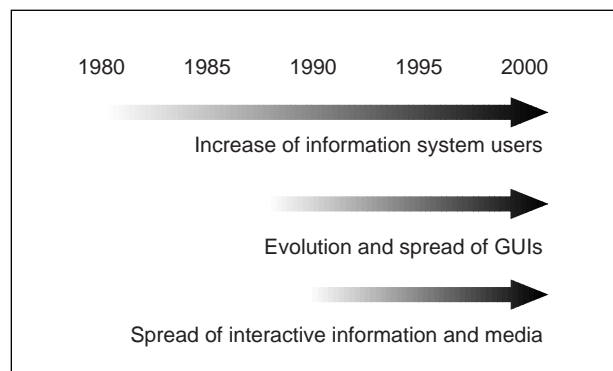 1980 1985 1990 1995 2000
Increase of information system users
Evolution and spread of GUIs
Spread of interactive information and media